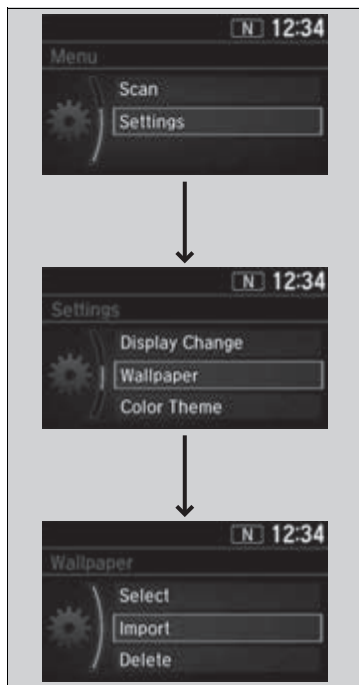 N 12:34
Menu
Scan
Settings
N 12:34
Settings
Display Change
Wallpaper
Color Theme
N 12:34
Wallpaper
Select
Import
Delete